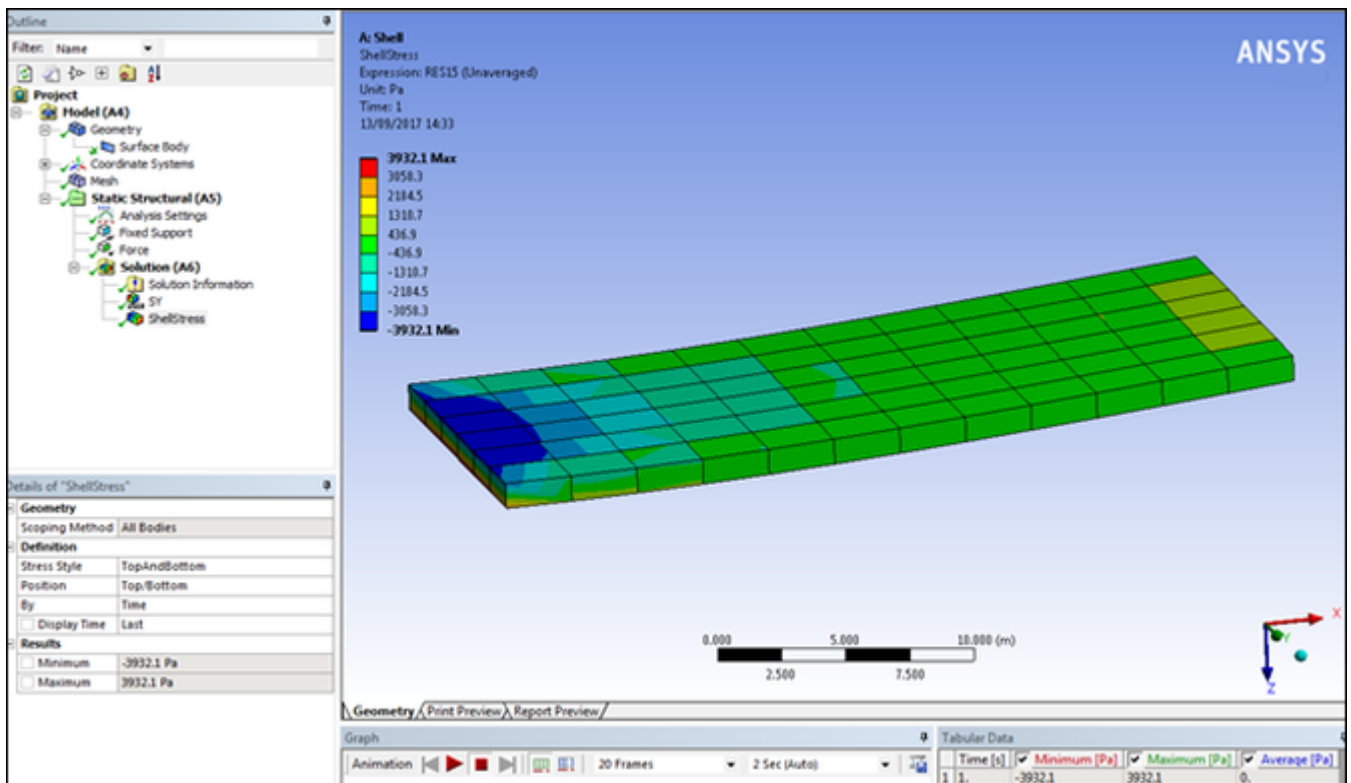 Outline
Filter: Name
Project
Model (A4)
Geometry
Surface Body
Coordinate Systems
Mesh
Static Structural (A5)
Analysis Settings
Fixed Support
Force
Solution (A6)
Solution Information
SY
ShellStress
Details of "ShellStress"
Geometry
Scoping Method All Bodies
Definition
Stress Style TopAndBottom
Position Top/Bottom
By Time
Display Time Last
Results
Minimum -3932.1 Pa
Maximum 3932.1 Pa
A: Shell
ShellStress
Expression: RES15 (Unaveraged)
Unit: Pa
Time: 1
13/09/2017 14:33
3932.1 Max
3058.3
2184.5
1310.7
436.9
-436.9
-1310.7
-2184.5
-3058.3
-3932.1 Min
ANSYS
0.000 5.000 10.000 (m)
2.500 7.500
X
Y
Z
Geometry Print Preview Report Preview
Graph
Animation 20 Frames 2 Sec (Auto)
Tabular Data
Time [s] Minimum [Pa] Maximum [Pa] Average [Pa]
1 1. -3932.1 3932.1 0.